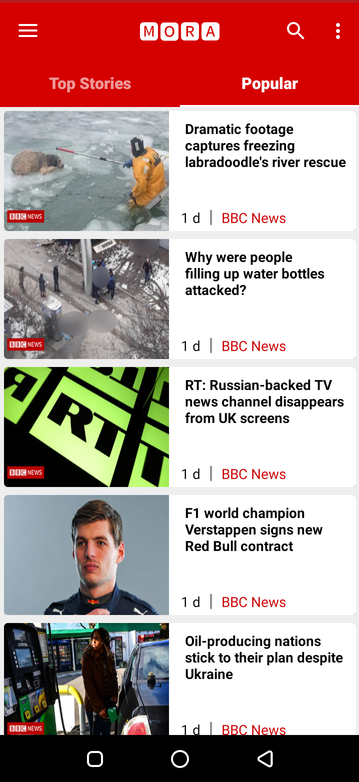 MORA
Top Stories
Popular
Dramatic footage
captures freezing
labradoodle's river rescue
BBC NEWS
1 d | BBC News
Why were people
filling up water bottles
attacked?
BBC NEWS
1 d | BBC News
RT
RT: Russian-backed TV
news channel disappears
from UK screens
BBC NEWS
1 d | BBC News
F1 world champion
Verstappen signs new
Red Bull contract
1 d | BBC News
Oil-producing nations
stick to their plan despite
Ukraine
BBC NEWS
1 d | BBC News